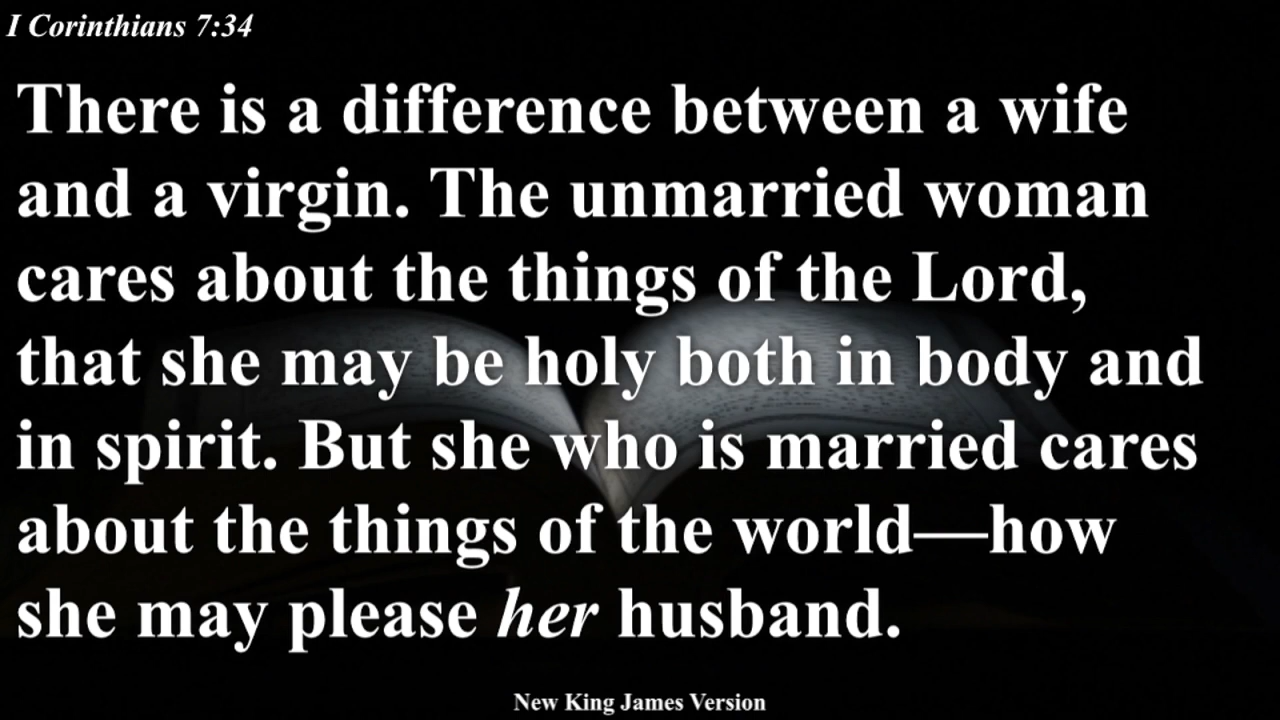 I Corinthians 7:34
There is a difference between a wife
and a virgin. The unmarried woman
cares about the things of the Lord,
that she may be holy both in body and
in spirit. But she who is married cares
about the things of the world—how
she may please her husband.
New King James Version